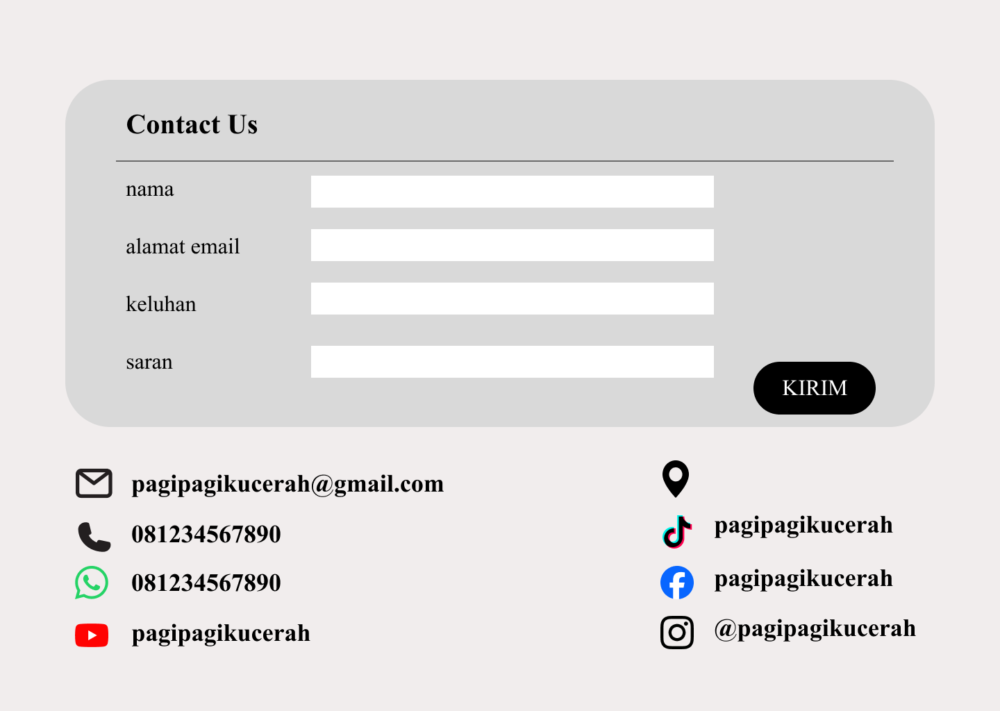 Contact Us
nama
alamat email
keluhan
saran
KIRIM
pagipagikucerah@gmail.com
081234567890
081234567890
pagipagikucerah
pagipagikucerah
pagipagikucerah
@pagipagikucerah